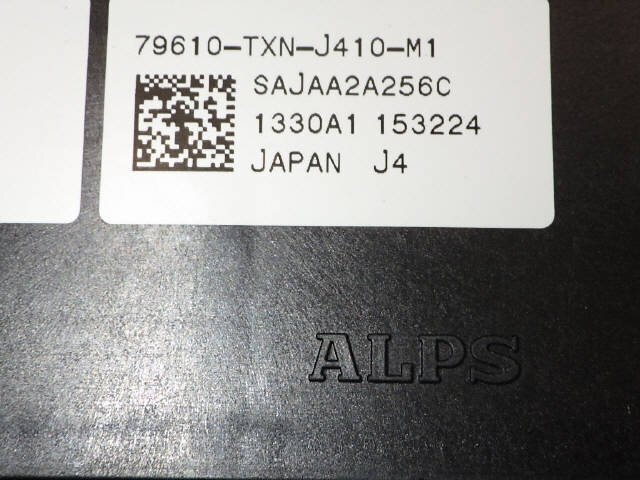 79610-TXN-J410-M1
SAJAA2A256C
1330A1 153224
JAPAN J4
ALPS